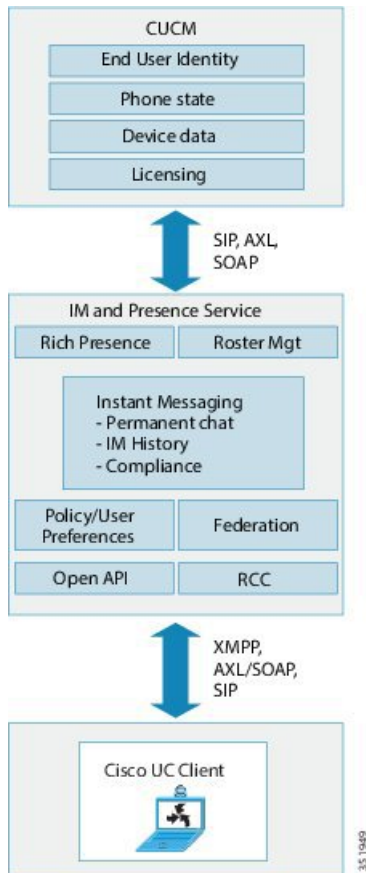 CUCM
End User Identity
Phone state
Device data
Licensing
SIP, AXL,
SOAP
IM and Presence Service
Rich Presence
Roster Mgt
Instant Messaging
- Permanent chat
- IM History
- Compliance
Policy/User
Preferences
Federation
Open API
RCC
XMPP,
AXL/SOAP,
SIP
Cisco UC Client
351949